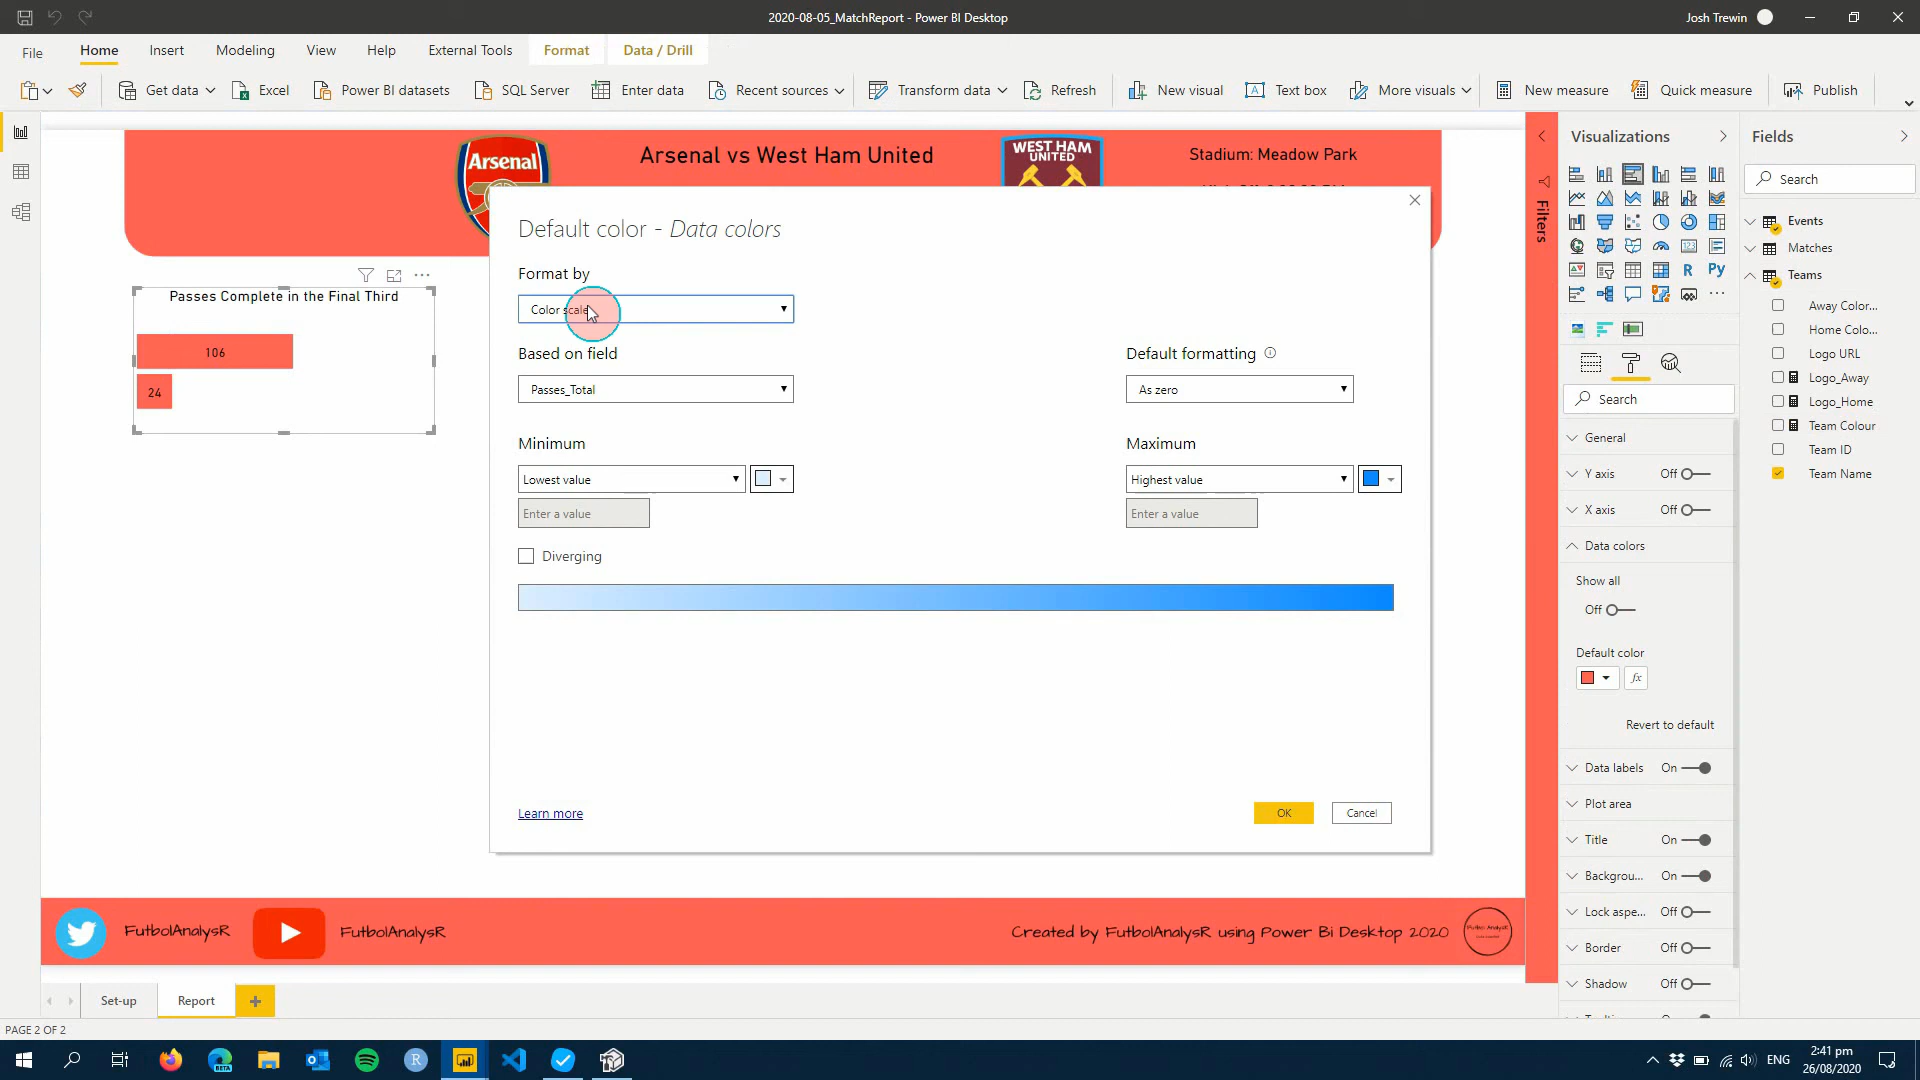 2020-08-05_MatchReport - Power BI Desktop
Josh Trewin
File
Home
Insert
Modeling
View
Help
External Tools
Format
Data / Drill
Get data
Excel
Power BI datasets
SQL Server
Enter data
Recent sources
Transform data
Refresh
New visual
Text box
More visuals
New measure
Quick measure
Publish
Arsenal
Arsenal vs West Ham United
WEST HAM
UNITED
Stadium: Meadow Park
Passes Complete in the Final Third
106
24
Default color - Data colors
Format by
Color scale
Based on field
Passes_Total
Default formatting
As zero
Minimum
Lowest value
Enter a value
Maximum
Highest value
Enter a value
Diverging
Learn more
OK
Cancel
Filters
Visualizations
R
Py
Search
General
Y axis Off
X axis Off
Data colors
Show all
Off
Default color
fx
Revert to default
Data labels On
Plot area
Title On
Backgrou... On
Lock aspe... Off
Border Off
Shadow Off
Fields
Search
Events
Matches
Teams
Away Color...
Home Colo...
Logo URL
Logo_Away
Logo_Home
Team Colour
Team ID
Team Name
FutbolAnalysR
FutbolAnalysR
Created by FutbolAnalysR using Power Bi Desktop 2020
Set-up
Report
PAGE 2 OF 2
ENG
2:41 pm
26/08/2020